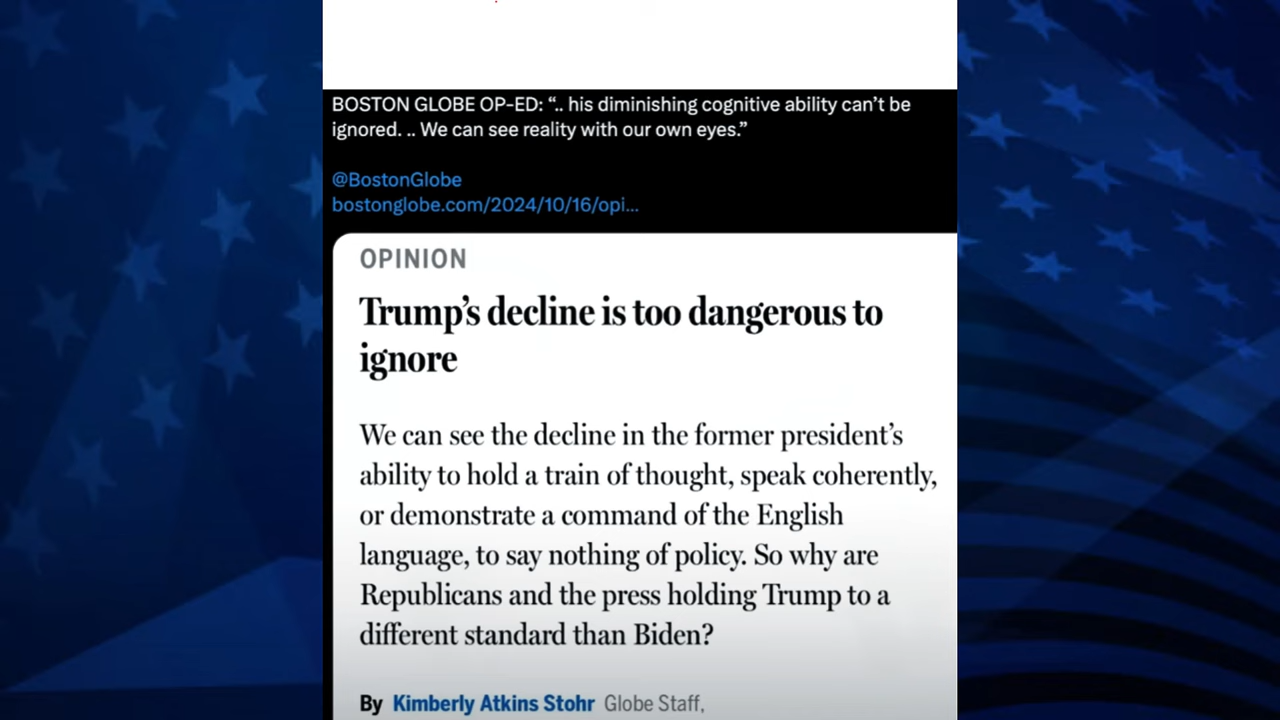 BOSTON GLOBE OP-ED: “.. his diminishing cognitive ability can’t be
ignored. .. We can see reality with our own eyes.”
@BostonGlobe
bostonglobe.com/2024/10/16/opi...
OPINION
Trump’s decline is too dangerous to
ignore
We can see the decline in the former president’s
ability to hold a train of thought, speak coherently,
or demonstrate a command of the English
language, to say nothing of policy. So why are
Republicans and the press holding Trump to a
different standard than Biden?
By Kimberly Atkins Stohr Globe Staff,